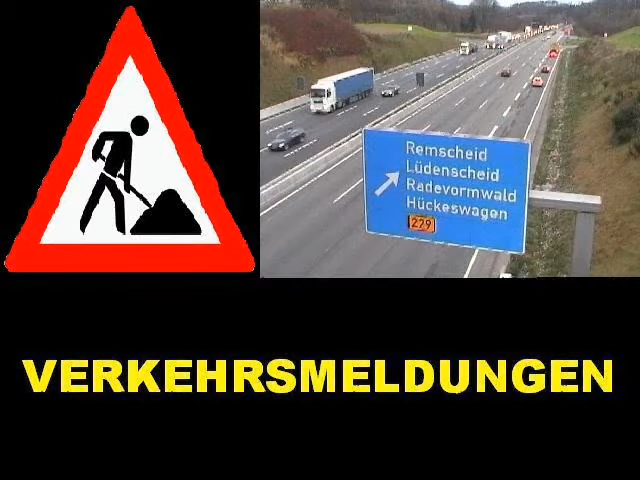 Remscheid
Lüdenscheid
Radevormwald
Hückeswagen
229
VERKEHRSMELDUNGEN